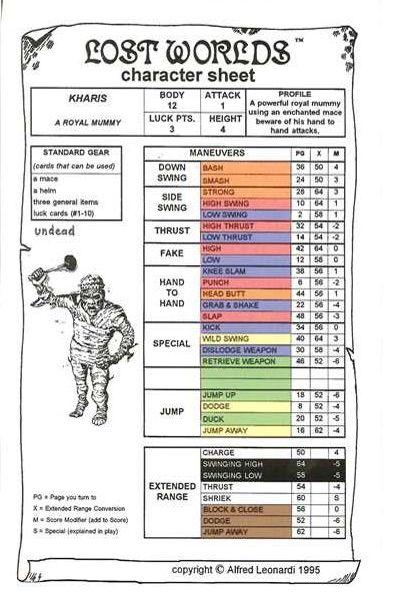 LOST WORLDS™
character sheet
KHARIS
A ROYAL MUMMY
BODY
12
ATTACK
1
LUCK PTS.
3
HEIGHT
4
PROFILE
A powerful royal mummy
using an enchanted mace
beware of his hand to
hand attacks.
STANDARD GEAR
(cards that can be used)
a mace
a helm
three general items
luck cards (#1-10)
undead
MANEUVERS PG X M
DOWN
SWING
BASH 36 50 4
SMASH 24 50 3
SIDE
SWING
STRONG 28 64 3
HIGH SWING 10 64 1
LOW SWING 2 58 1
THRUST
HIGH THRUST 32 54 -2
LOW THRUST 14 54 -2
FAKE
HIGH 42 64 0
LOW 12 58 0
HAND
TO
HAND
KNEE SLAM 38 56 1
PUNCH 6 56 -2
HEAD BUTT 44 56 1
GRAB & SHAKE 22 56 -4
SLAP 48 56 -3
SPECIAL
KICK 34 56 0
WILD SWING 40 64 3
DISLODGE WEAPON 30 58 -4
RETRIEVE WEAPON 46 52 -6
JUMP
JUMP UP 18 52 -6
DODGE 8 52 -4
DUCK 20 52 -5
JUMP AWAY 16 62 -4
EXTENDED
RANGE
CHARGE 50 4
SWINGING HIGH 64 -5
SWINGING LOW 58 -5
THRUST 54 -4
SHRIEK 60 S
BLOCK & CLOSE 56 0
DODGE 52 -6
JUMP AWAY 62 -6
PG = Page you turn to
X = Extended Range Conversion
M = Score Modifier (add to Score)
S = Special (explained in play)
copyright © Alfred Leonardi 1995